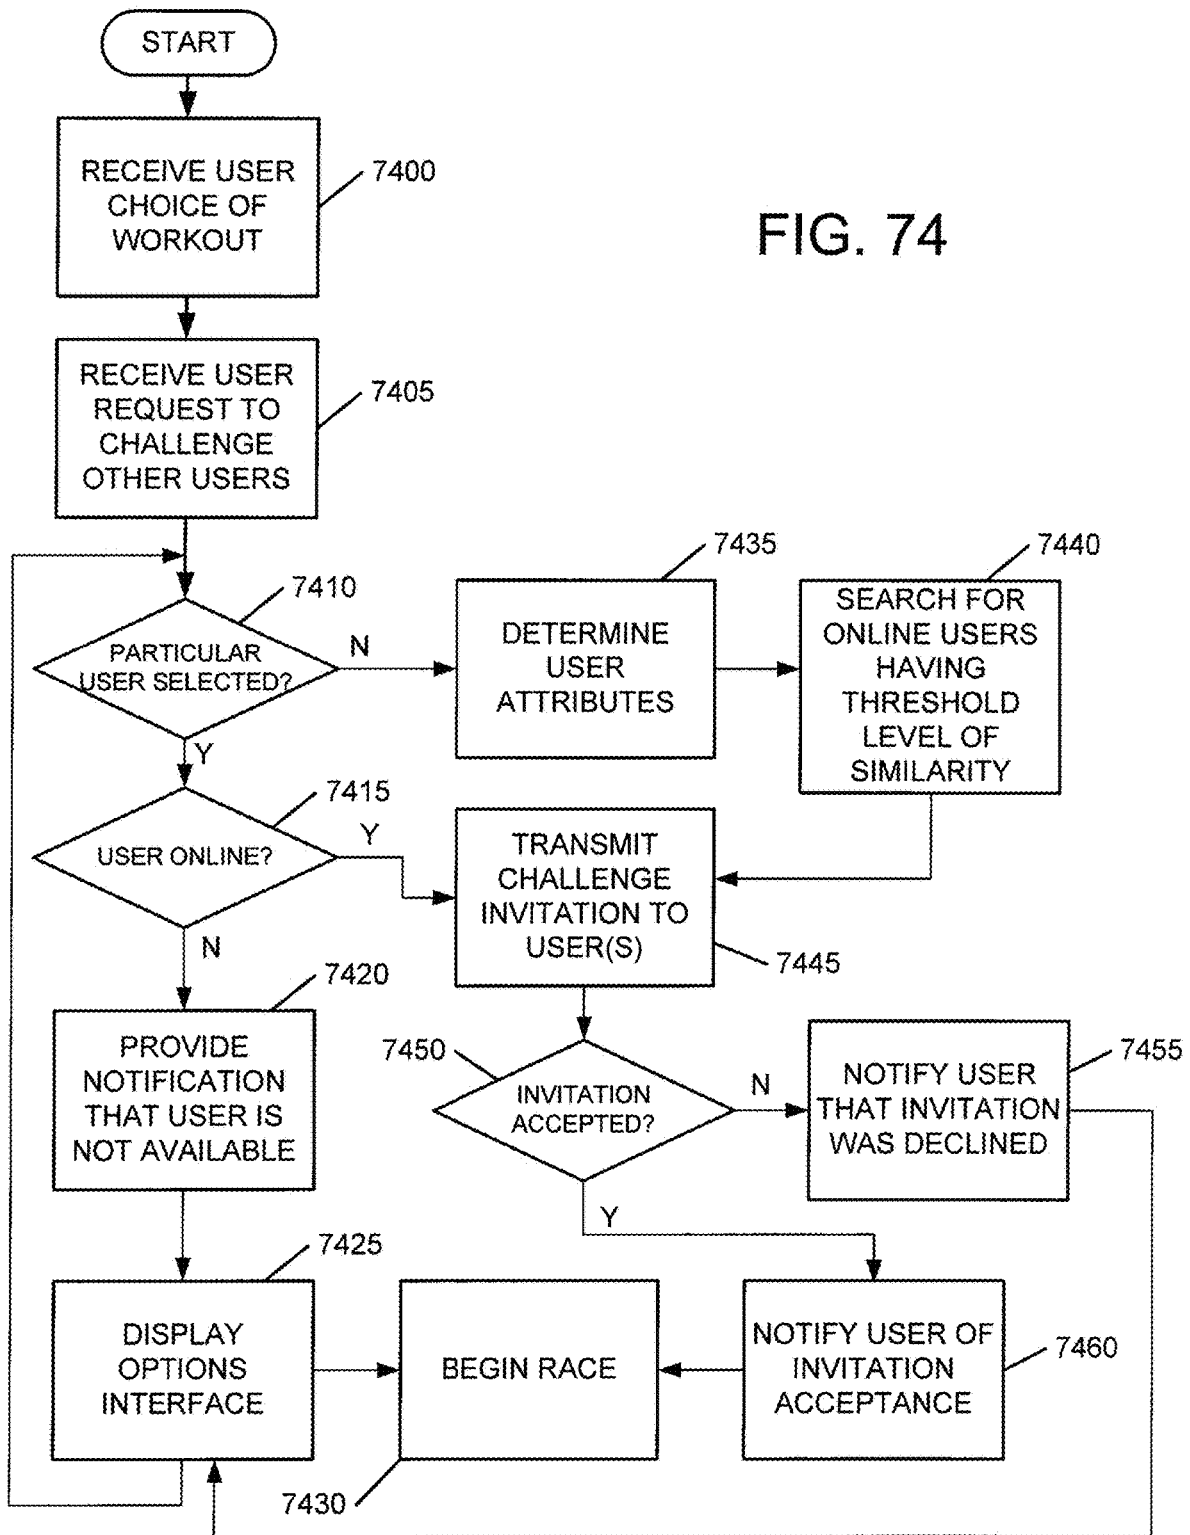 START
RECEIVE USER
CHOICE OF
WORKOUT
7400
FIG. 74
RECEIVE USER
REQUEST TO
CHALLENGE
OTHER USERS
7405
7410
PARTICULAR
USER SELECTED?
N
Y
7435
DETERMINE
USER
ATTRIBUTES
7440
SEARCH FOR
ONLINE USERS
HAVING
THRESHOLD
LEVEL OF
SIMILARITY
7415
USER ONLINE?
Y
N
TRANSMIT
CHALLENGE
INVITATION TO
USER(S)
7445
7420
PROVIDE
NOTIFICATION
THAT USER IS
NOT AVAILABLE
7450
INVITATION
ACCEPTED?
N
Y
7455
NOTIFY USER
THAT INVITATION
WAS DECLINED
7425
DISPLAY
OPTIONS
INTERFACE
BEGIN RACE
7430
NOTIFY USER OF
INVITATION
ACCEPTANCE
7460